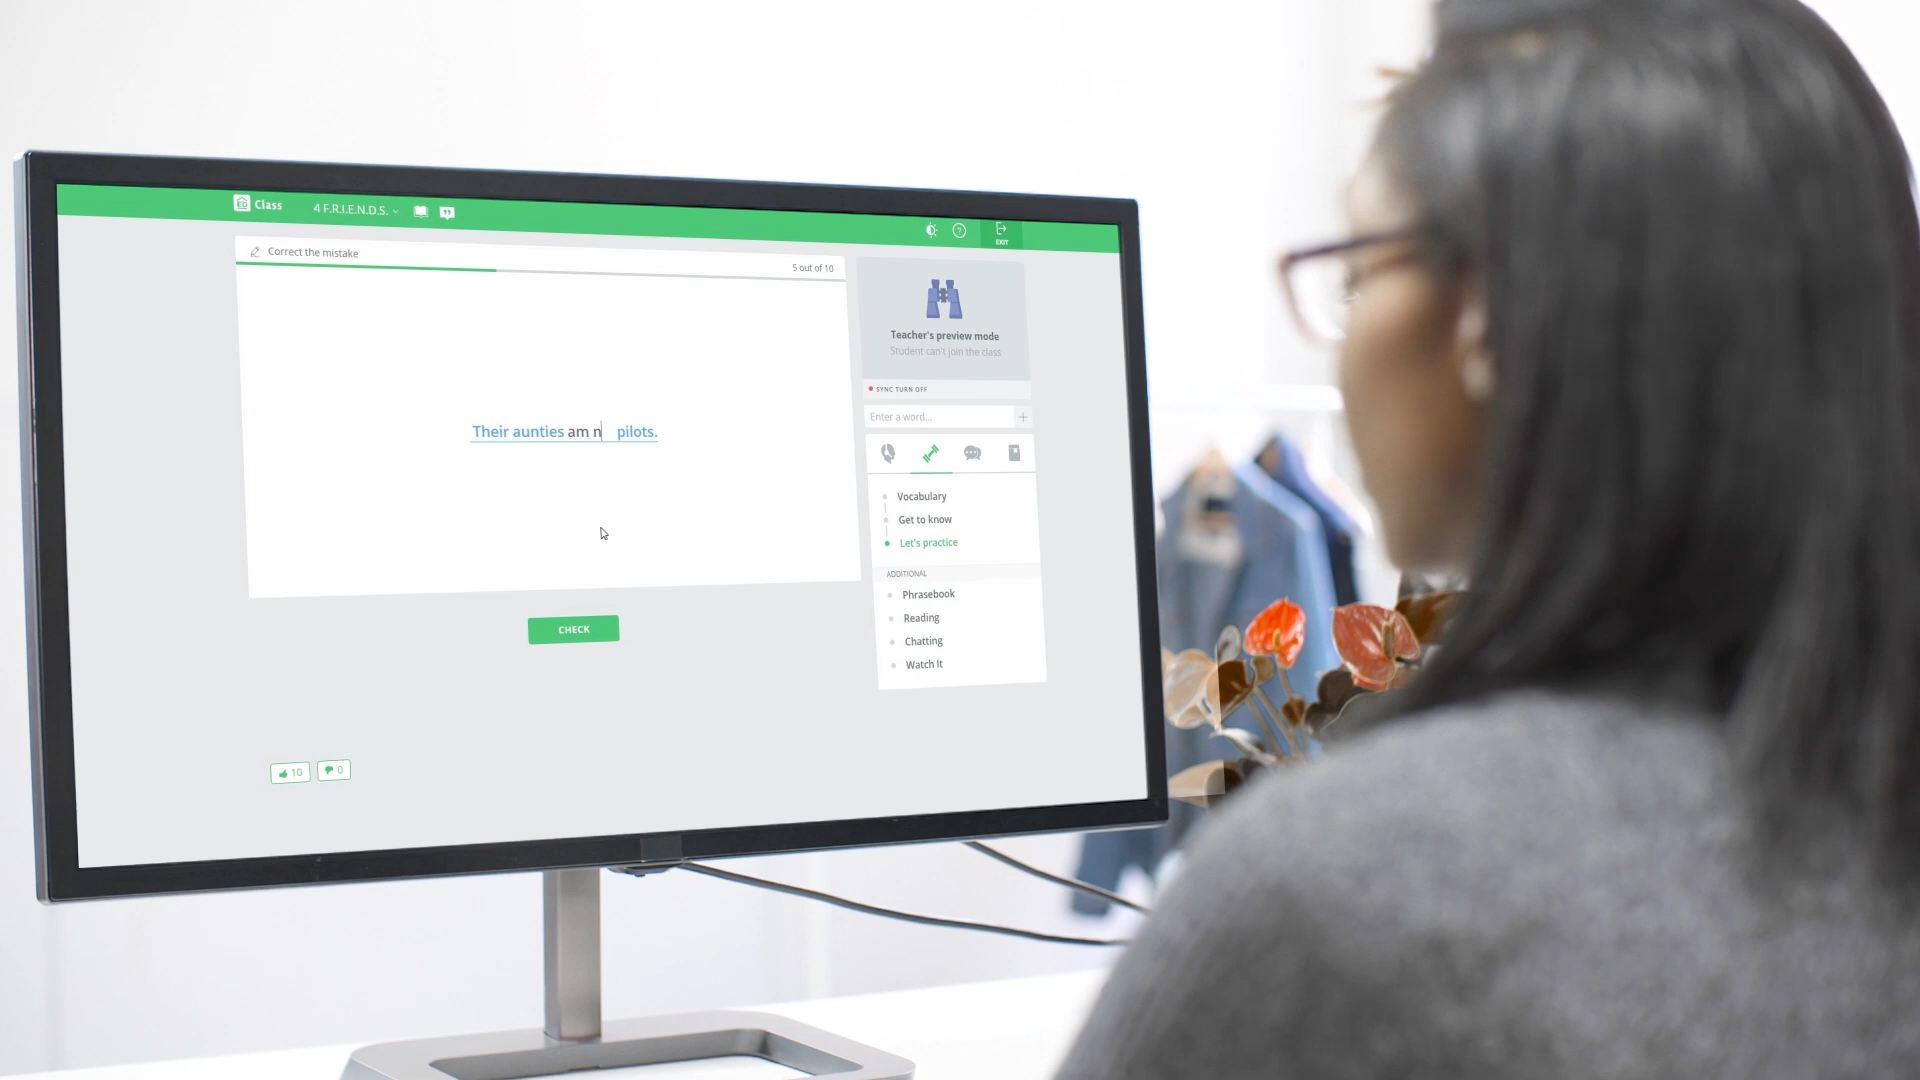 ED Class
4 F.R.I.E.N.D.S.
?
EXIT
Correct the mistake
5 out of 10
Their aunties am n pilots.
CHECK
10
0
Teacher's preview mode
Student can't join the class
SYNC TURN OFF
Enter a word...
+
Vocabulary
Get to know
Let's practice
ADDITIONAL
Phrasebook
Reading
Chatting
Watch It